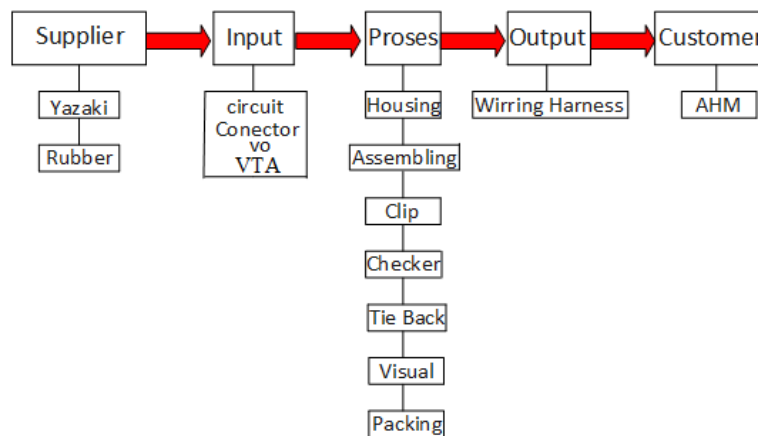 Supplier
Input
Proses
Output
Customer
Yazaki
Rubber
circuit
Conector
vo
VTA
Housing
Assembling
Clip
Checker
Tie Back
Visual
Packing
Wirring Harness
AHM